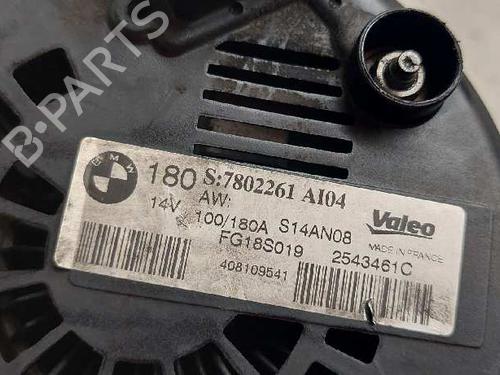 B-PARTS
BMW
180 S:7802261 AI04
14V AW:
100/180A S14AN08 Valeo
FG18S019 MADE IN FRANCE
408109541 2543461C